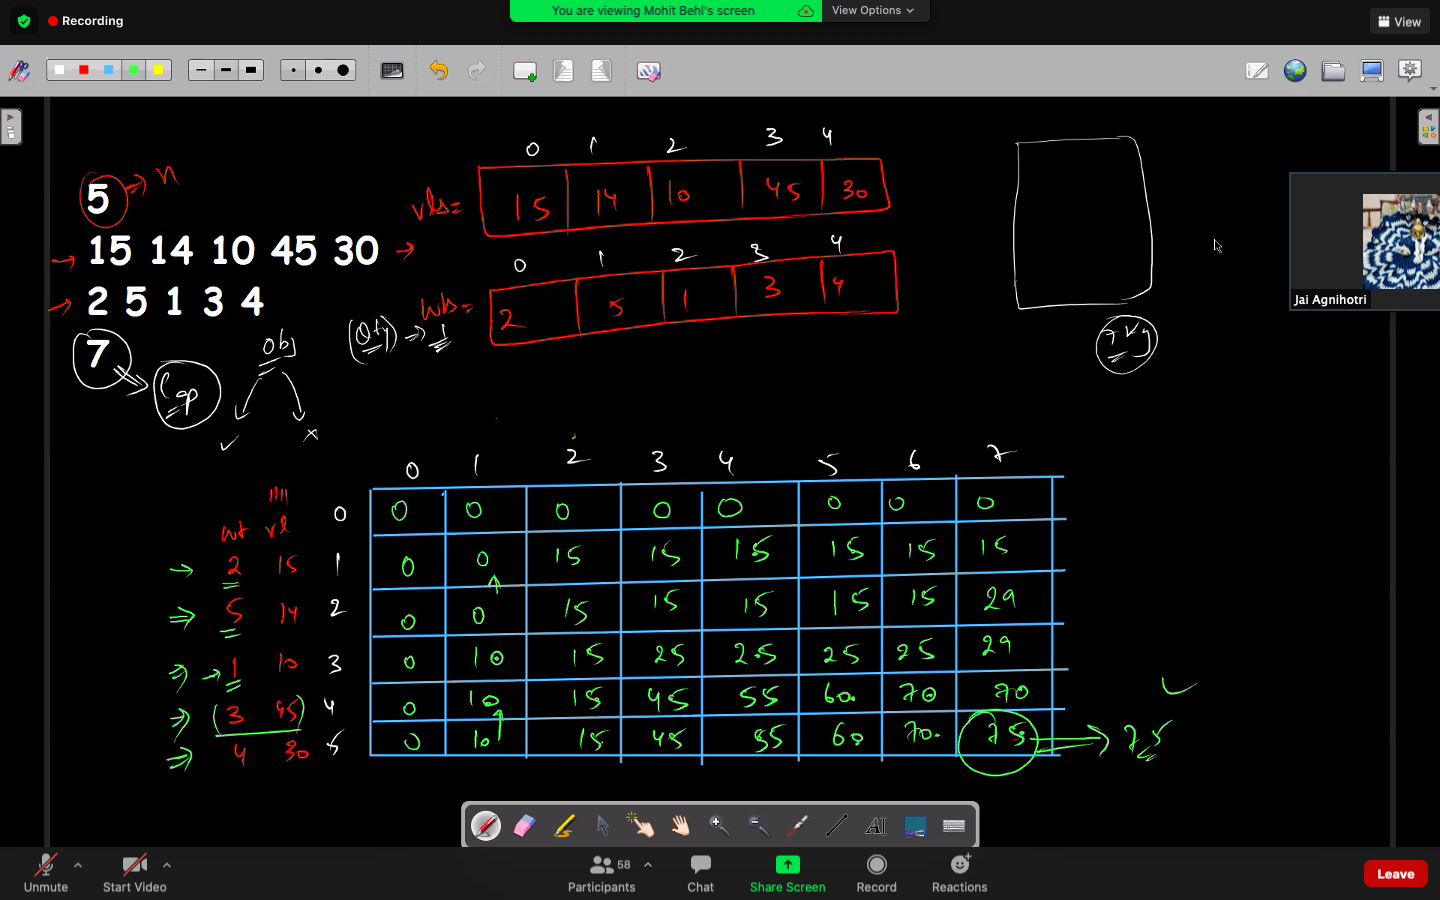 You are viewing Mohit Behl's screen
View Options
Recording
View
0 1 2 3 4
5 → n
vls = 15 14 10 45 30
15 14 10 45 30
0 1 2 3 4
wts = 2 5 1 3 4
2 5 1 3 4
(Qty) → 1
obj
7
Cap
7 kg
Jai Agnihotri
0 1 2 3 4 5 6 7
wt vl
0 0 0 0 0 0 0 0 0
2 15 1 0 0 15 15 15 15 15 15
5 14 2 0 0 15 15 15 15 15 29
1 10 3 0 10 15 25 25 25 25 29
(3 45) 4 0 10 15 45 55 60 70 70
4 30 5 0 10 15 45 55 60 70 75 75
AI
Unmute
Start Video
58
Participants
Chat
Share Screen
Record
Reactions
Leave